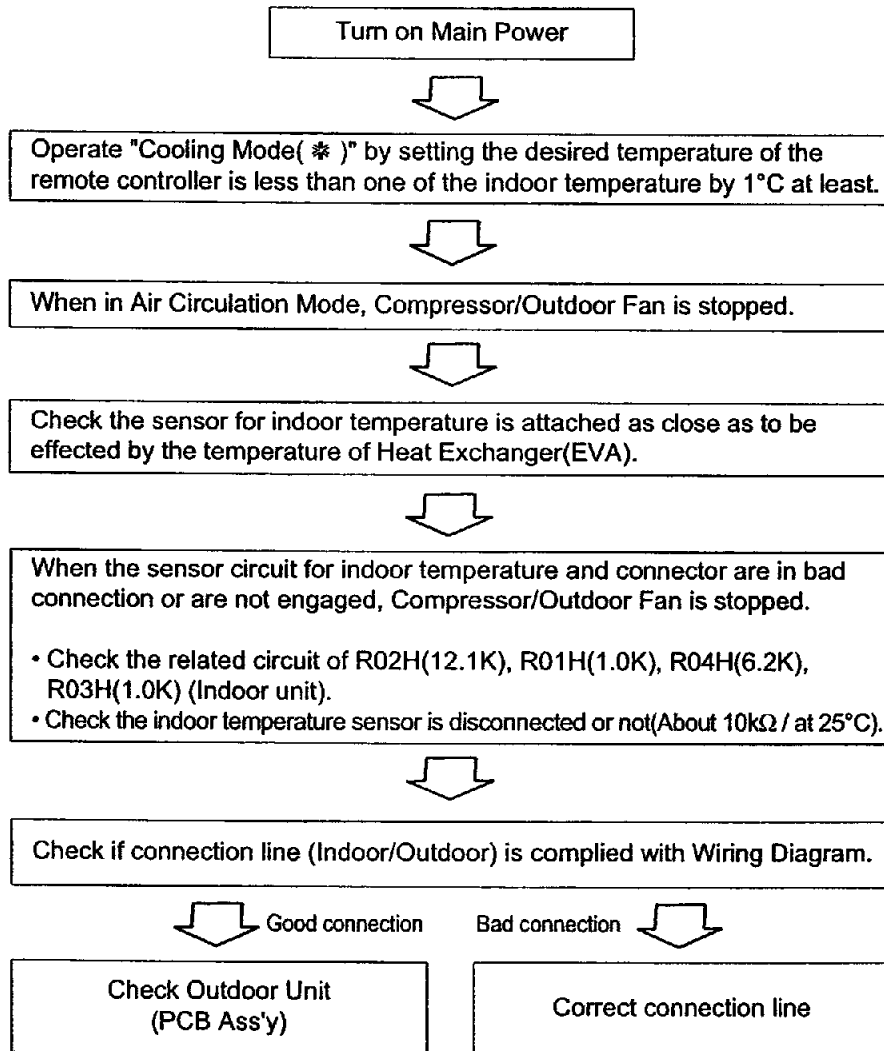 Turn on Main Power
Operate "Cooling Mode( ❄ )" by setting the desired temperature of the
remote controller is less than one of the indoor temperature by 1°C at least.
When in Air Circulation Mode, Compressor/Outdoor Fan is stopped.
Check the sensor for indoor temperature is attached as close as to be
effected by the temperature of Heat Exchanger(EVA).
When the sensor circuit for indoor temperature and connector are in bad
connection or are not engaged, Compressor/Outdoor Fan is stopped.
• Check the related circuit of R02H(12.1K), R01H(1.0K), R04H(6.2K),
R03H(1.0K) (Indoor unit).
• Check the indoor temperature sensor is disconnected or not(About 10kΩ / at 25°C).
Check if connection line (Indoor/Outdoor) is complied with Wiring Diagram.
Good connection
Bad connection
Check Outdoor Unit
(PCB Ass'y)
Correct connection line